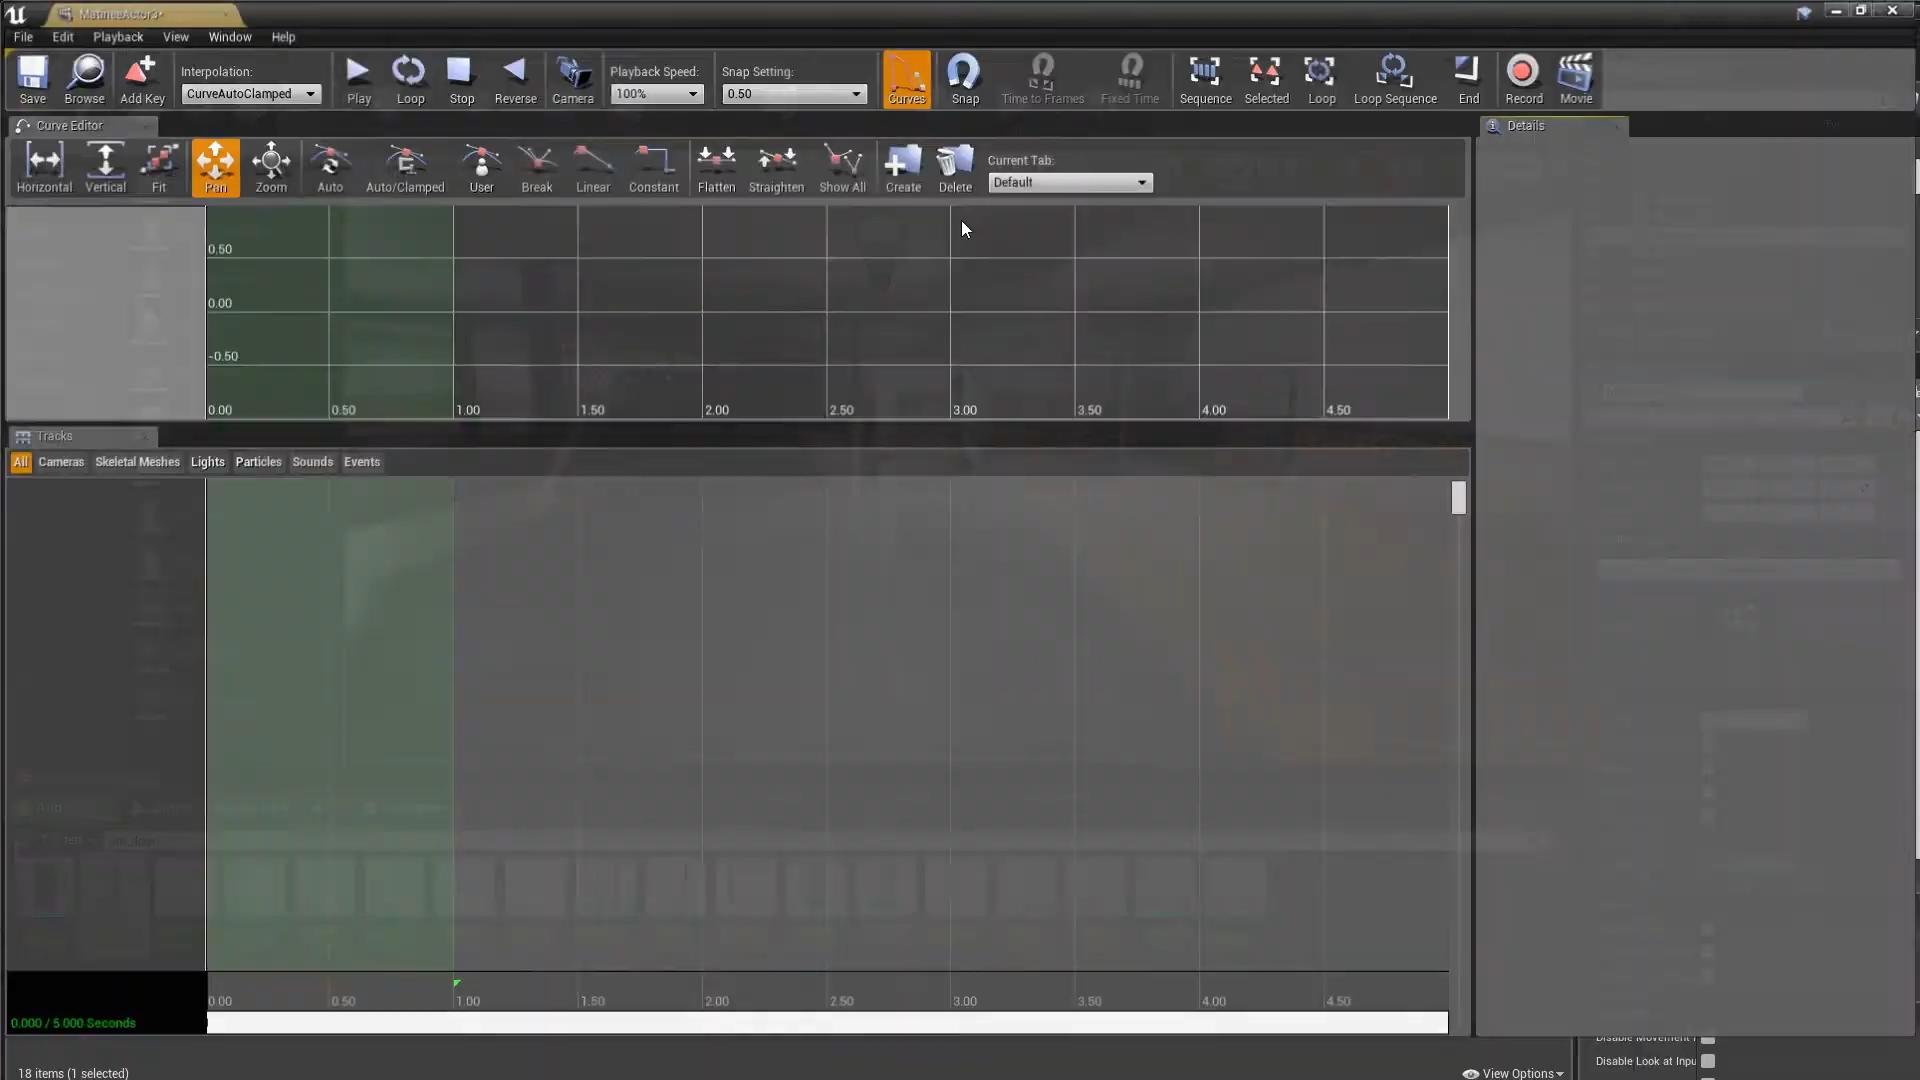 MatineeActor3*
File Edit Playback View Window Help
Save Browse Add Key Interpolation: CurveAutoClamped Play Loop Stop Reverse Camera Playback Speed: 100% Snap Setting: 0.50 Curves Snap Time to Frames Fixed Time Sequence Selected Loop Loop Sequence End Record Movie
Curve Editor
Details
Horizontal Vertical Fit Pan Zoom Auto Auto/Clamped User Break Linear Constant Flatten Straighten Show All Create Delete Current Tab: Default
0.50
0.00
-0.50
0.00 0.50 1.00 1.50 2.00 2.50 3.00 3.50 4.00 4.50
Tracks
All Cameras Skeletal Meshes Lights Particles Sounds Events
0.00 0.50 1.00 1.50 2.00 2.50 3.00 3.50 4.00 4.50
0.000 / 5.000 Seconds
Disable Movement I
Disable Look at Inpu
18 items (1 selected) View Options